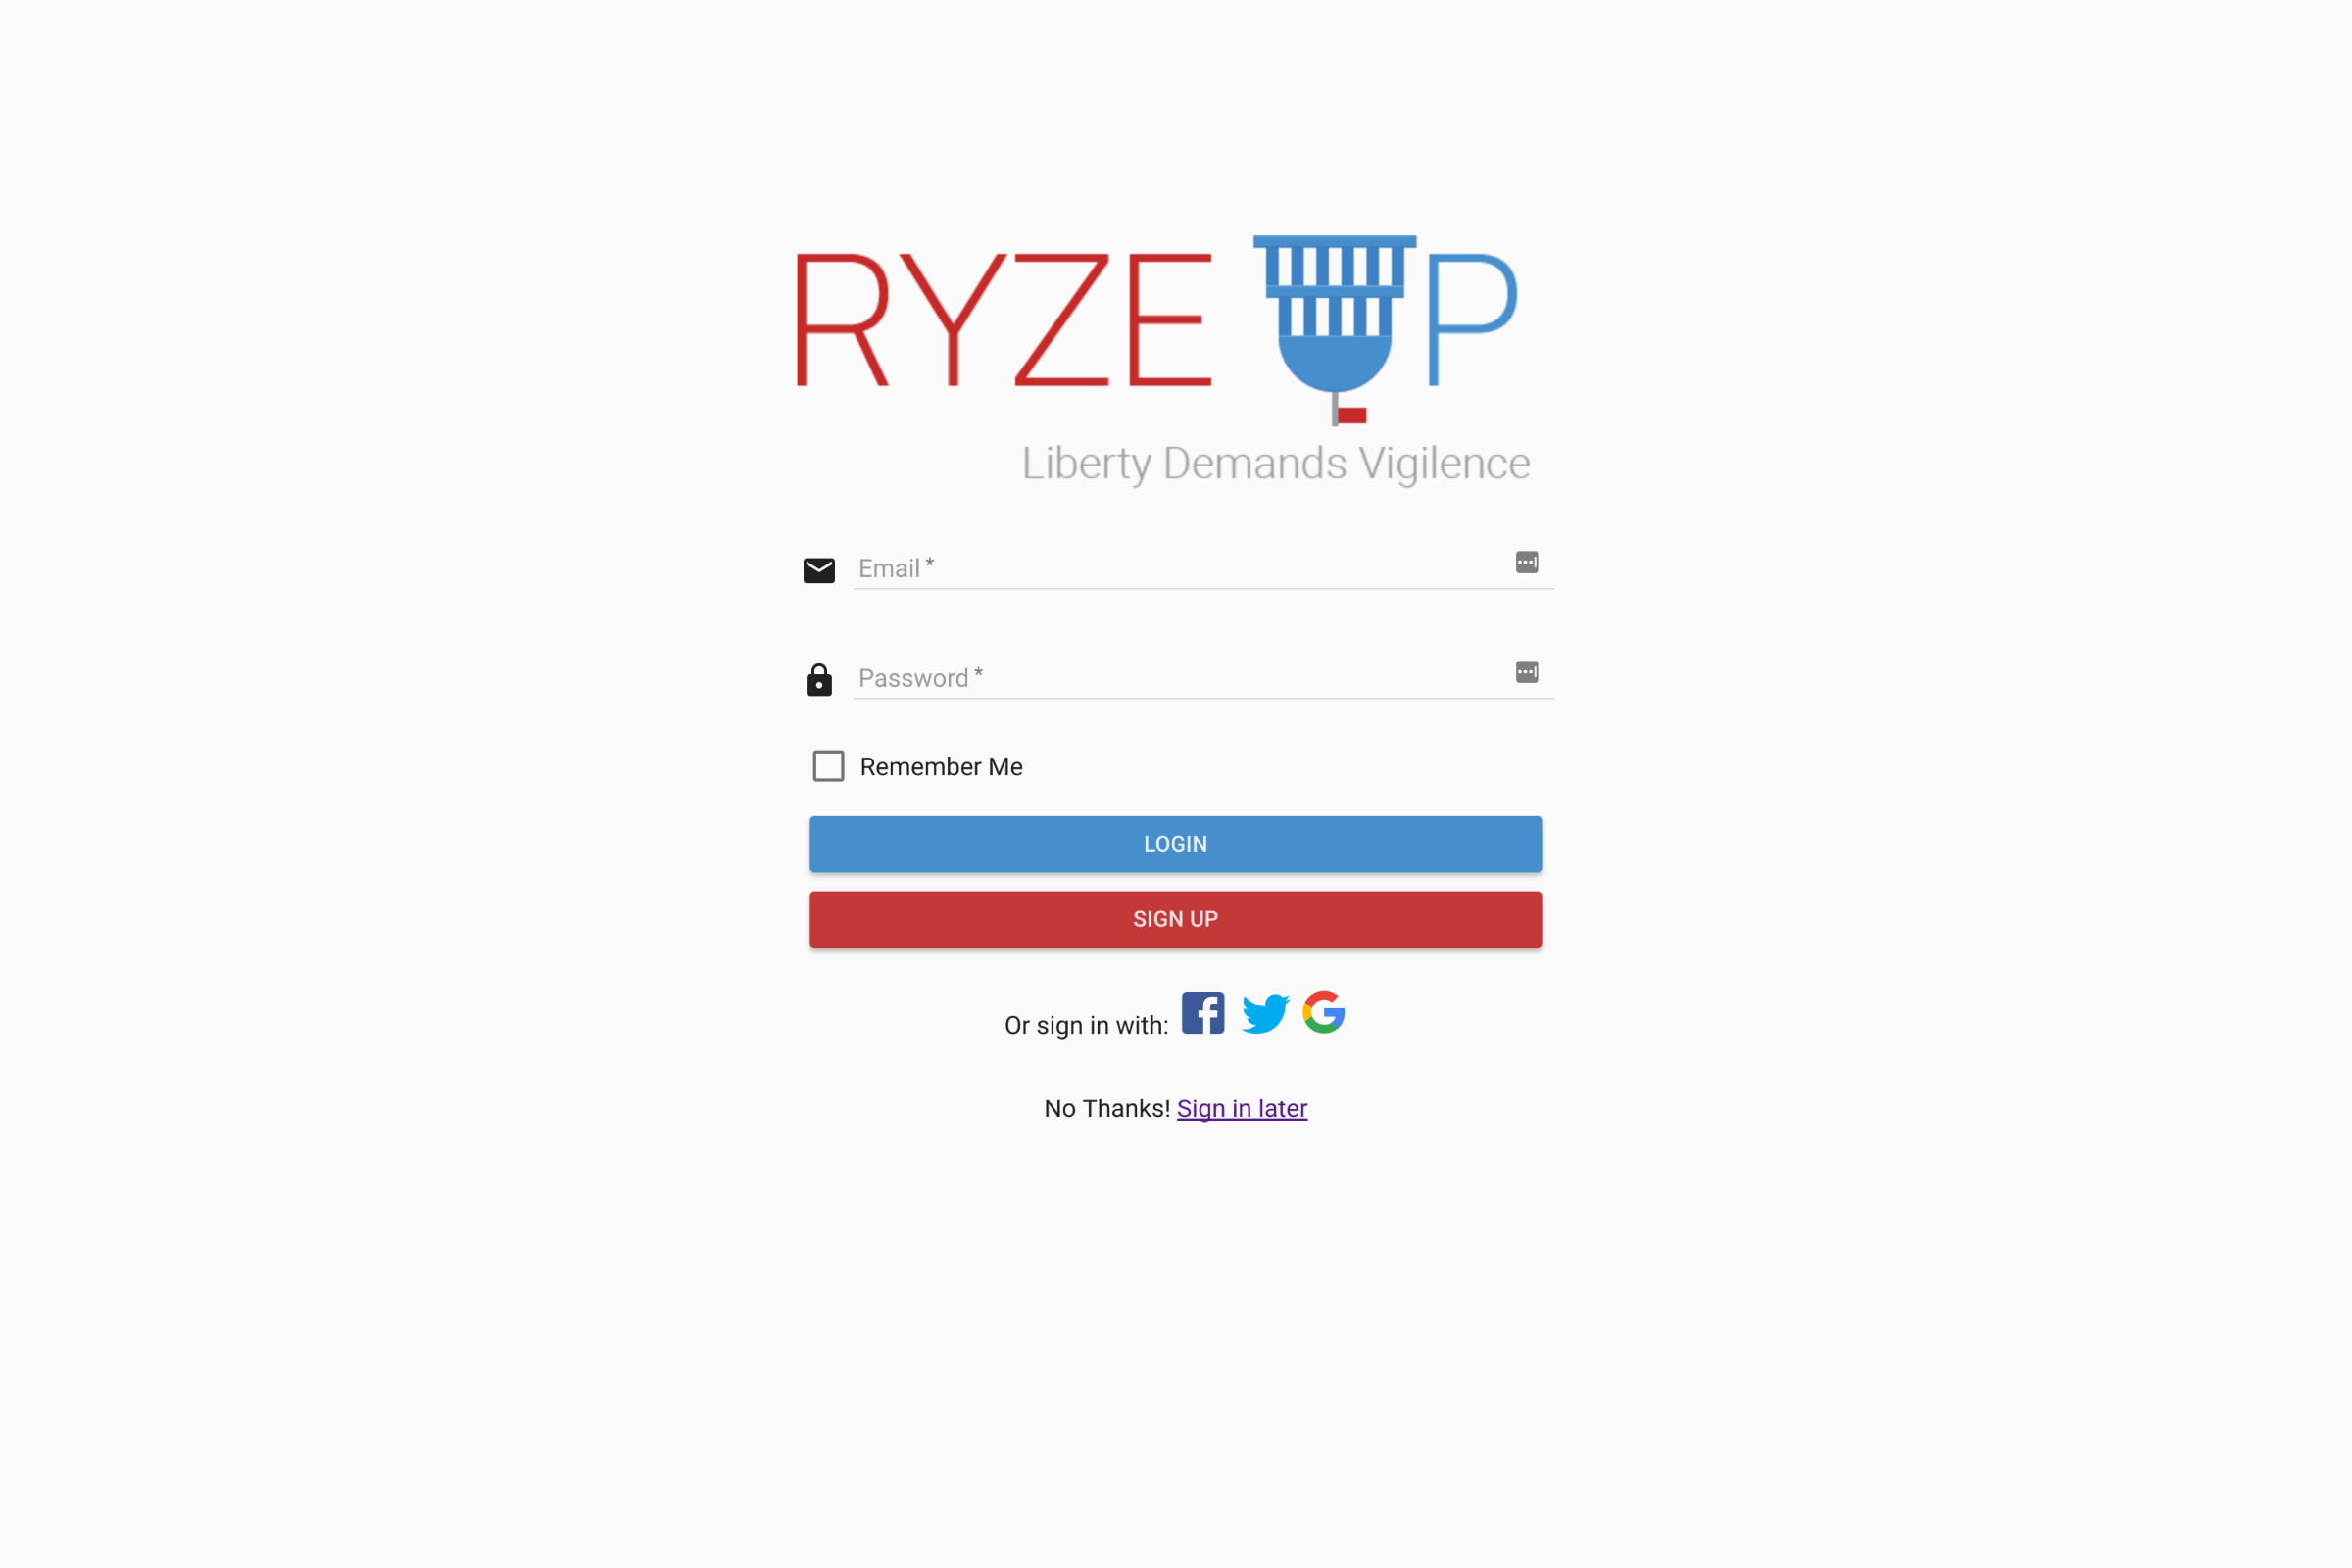 RYZE UP
Liberty Demands Vigilence
Email *
Password *
Remember Me
LOGIN
SIGN UP
Or sign in with:
No Thanks! Sign in later